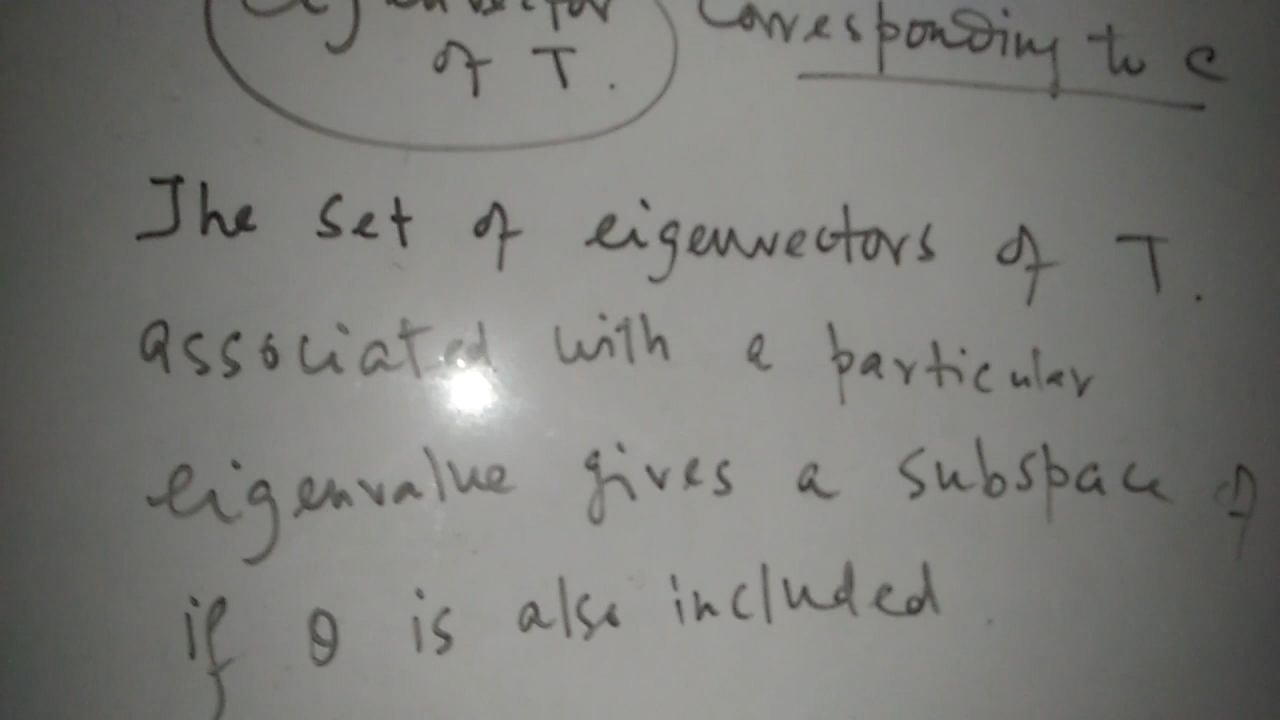 of T. Corresponding to c
The set of eigenvectors of T.
associated with a particular
eigenvalue gives a subspace of
if θ is also included.